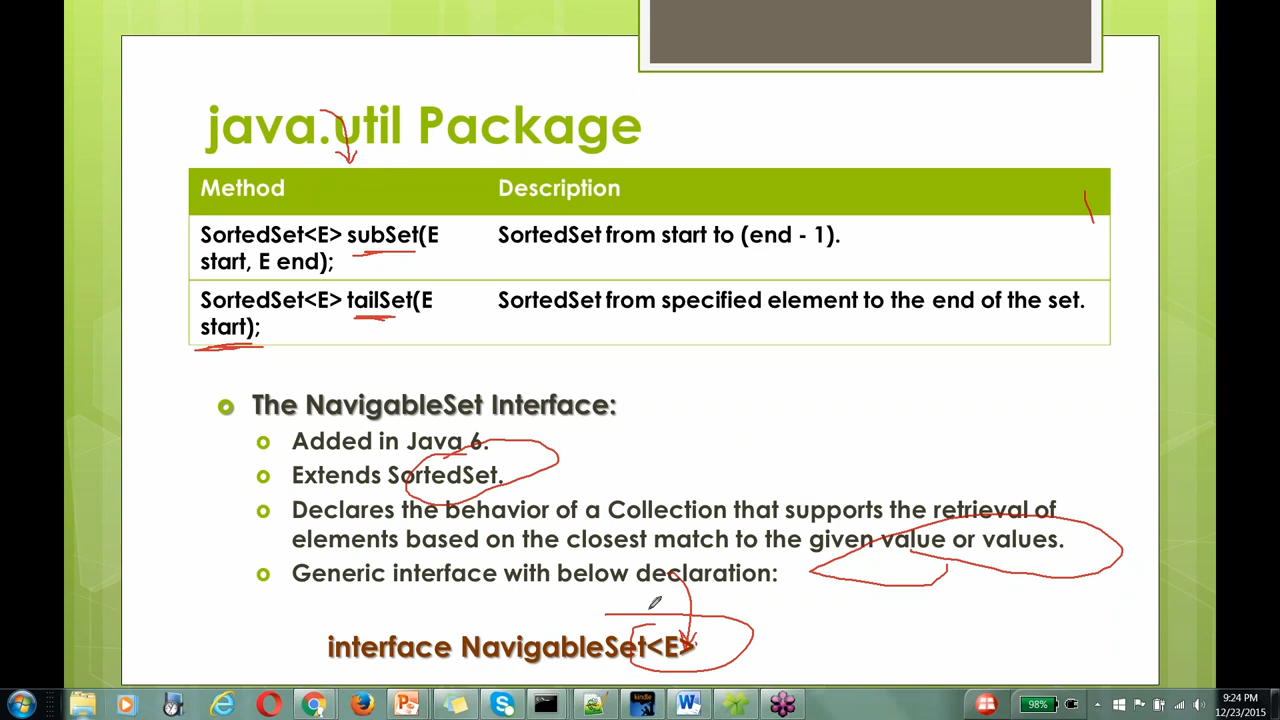 java.util Package
Method Description
SortedSet<E> subSet(E SortedSet from start to (end - 1).
start, E end);
SortedSet<E> tailSet(E SortedSet from specified element to the end of the set.
start);
The NavigableSet Interface:
Added in Java 6.
Extends SortedSet.
Declares the behavior of a Collection that supports the retrieval of
elements based on the closest match to the given value or values.
Generic interface with below declaration:
interface NavigableSet<E>
kindle
98%
9:24 PM
12/23/2015